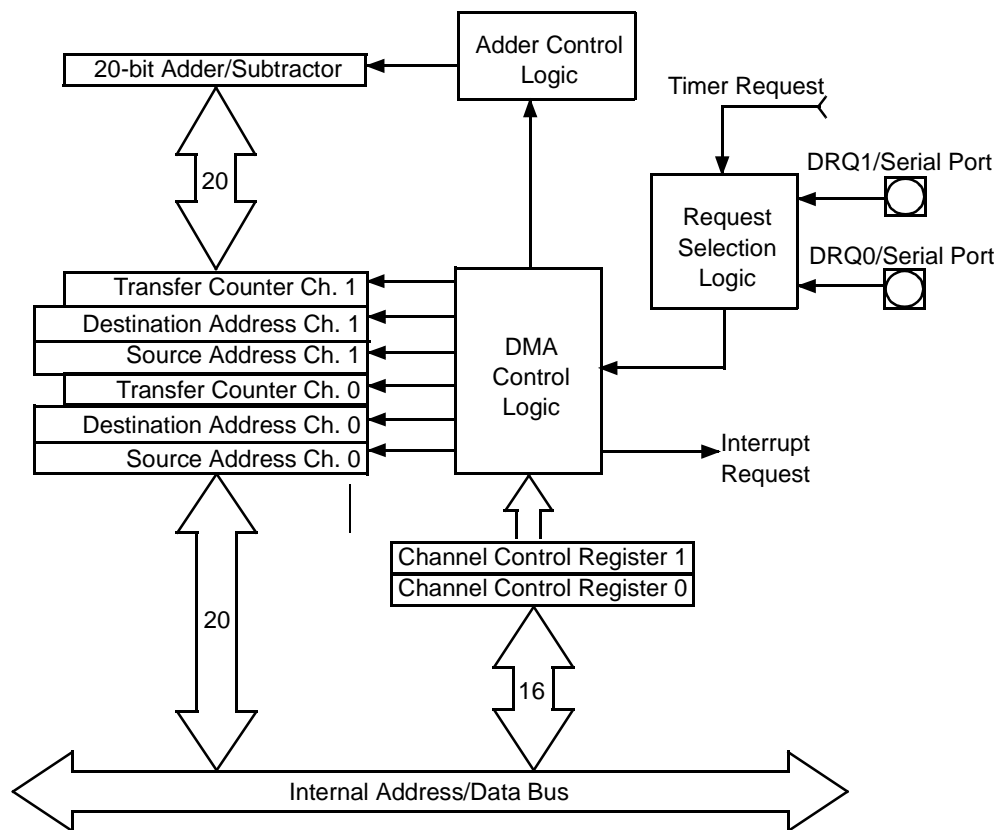 Adder Control
Logic
20-bit Adder/Subtractor
Timer Request
DRQ1/Serial Port
20
Request
Selection
Logic
DRQ0/Serial Port
Transfer Counter Ch. 1
Destination Address Ch. 1
Source Address Ch. 1
Transfer Counter Ch. 0
Destination Address Ch. 0
Source Address Ch. 0
DMA
Control
Logic
Interrupt
Request
Channel Control Register 1
Channel Control Register 0
20
16
Internal Address/Data Bus